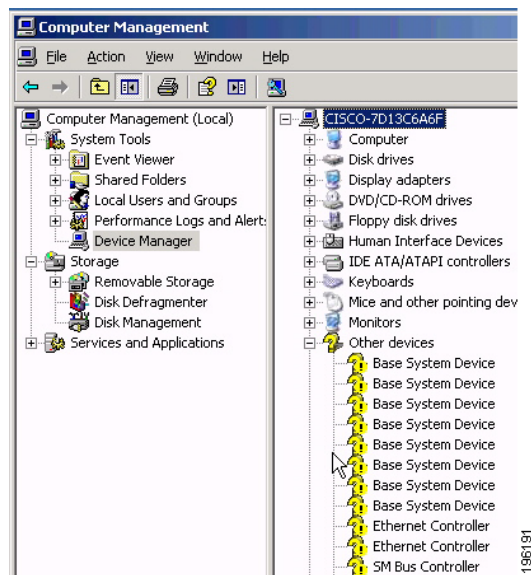 Computer Management
File Action View Window Help
Computer Management (Local)
System Tools
Event Viewer
Shared Folders
Local Users and Groups
Performance Logs and Alert:
Device Manager
Storage
Removable Storage
Disk Defragmenter
Disk Management
Services and Applications
CISCO-7D13C6A6F
Computer
Disk drives
Display adapters
DVD/CD-ROM drives
Floppy disk drives
Human Interface Devices
IDE ATA/ATAPI controllers
Keyboards
Mice and other pointing dev
Monitors
Other devices
Base System Device
Base System Device
Base System Device
Base System Device
Base System Device
Base System Device
Base System Device
Base System Device
Ethernet Controller
Ethernet Controller
SM Bus Controller
196191